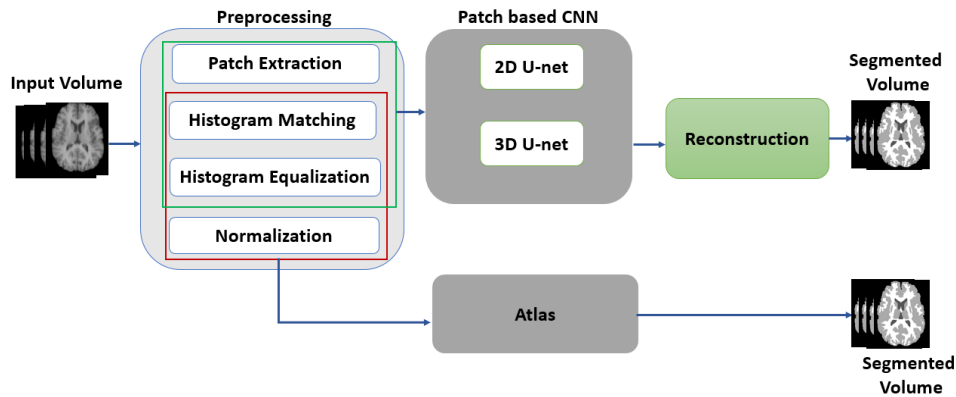 Preprocessing
Patch based CNN
Input Volume
Patch Extraction
Histogram Matching
Histogram Equalization
Normalization
2D U-net
3D U-net
Reconstruction
Segmented
Volume
Atlas
Segmented
Volume